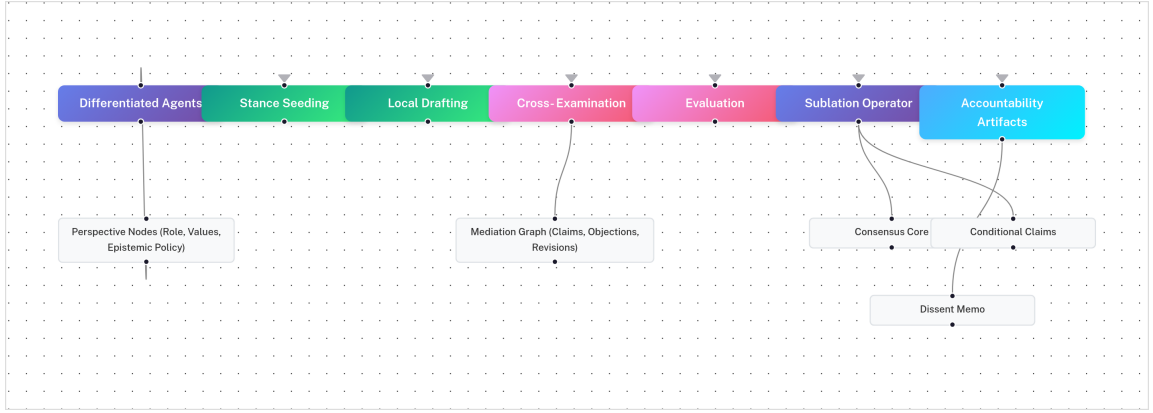 Differentiated Agents
Stance Seeding
Local Drafting
Cross- Examination
Evaluation
Sublation Operator
Accountability
Artifacts
Perspective Nodes (Role, Values,
Epistemic Policy)
Mediation Graph (Claims, Objections,
Revisions)
Consensus Core
Conditional Claims
Dissent Memo